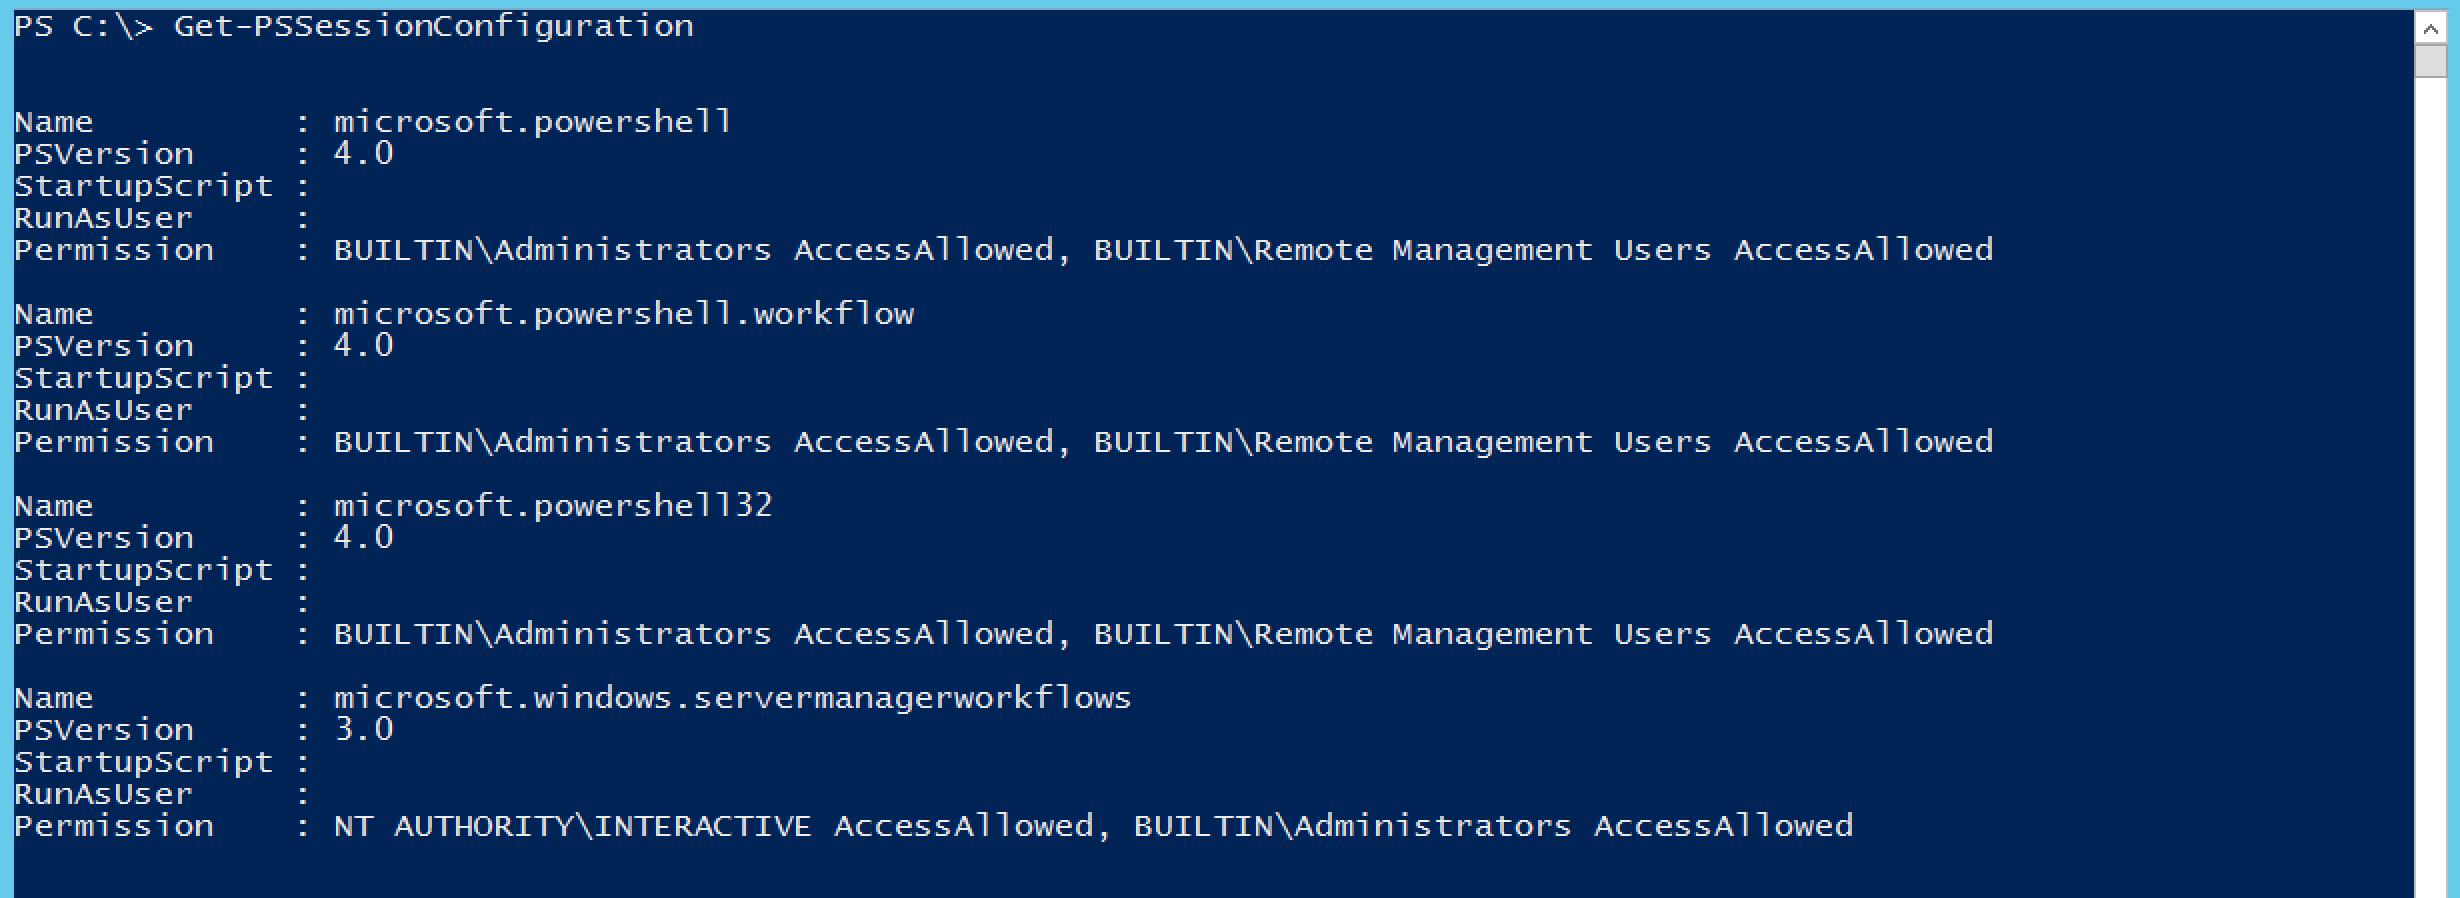 PS C:\> Get-PSSessionConfiguration
Name          : microsoft.powershell
PSVersion     : 4.0
StartupScript :
RunAsUser     :
Permission    : BUILTIN\Administrators AccessAllowed, BUILTIN\Remote Management Users AccessAllowed
Name          : microsoft.powershell.workflow
PSVersion     : 4.0
StartupScript :
RunAsUser     :
Permission    : BUILTIN\Administrators AccessAllowed, BUILTIN\Remote Management Users AccessAllowed
Name          : microsoft.powershell32
PSVersion     : 4.0
StartupScript :
RunAsUser     :
Permission    : BUILTIN\Administrators AccessAllowed, BUILTIN\Remote Management Users AccessAllowed
Name          : microsoft.windows.servermanagerworkflows
PSVersion     : 3.0
StartupScript :
RunAsUser     :
Permission    : NT AUTHORITY\INTERACTIVE AccessAllowed, BUILTIN\Administrators AccessAllowed